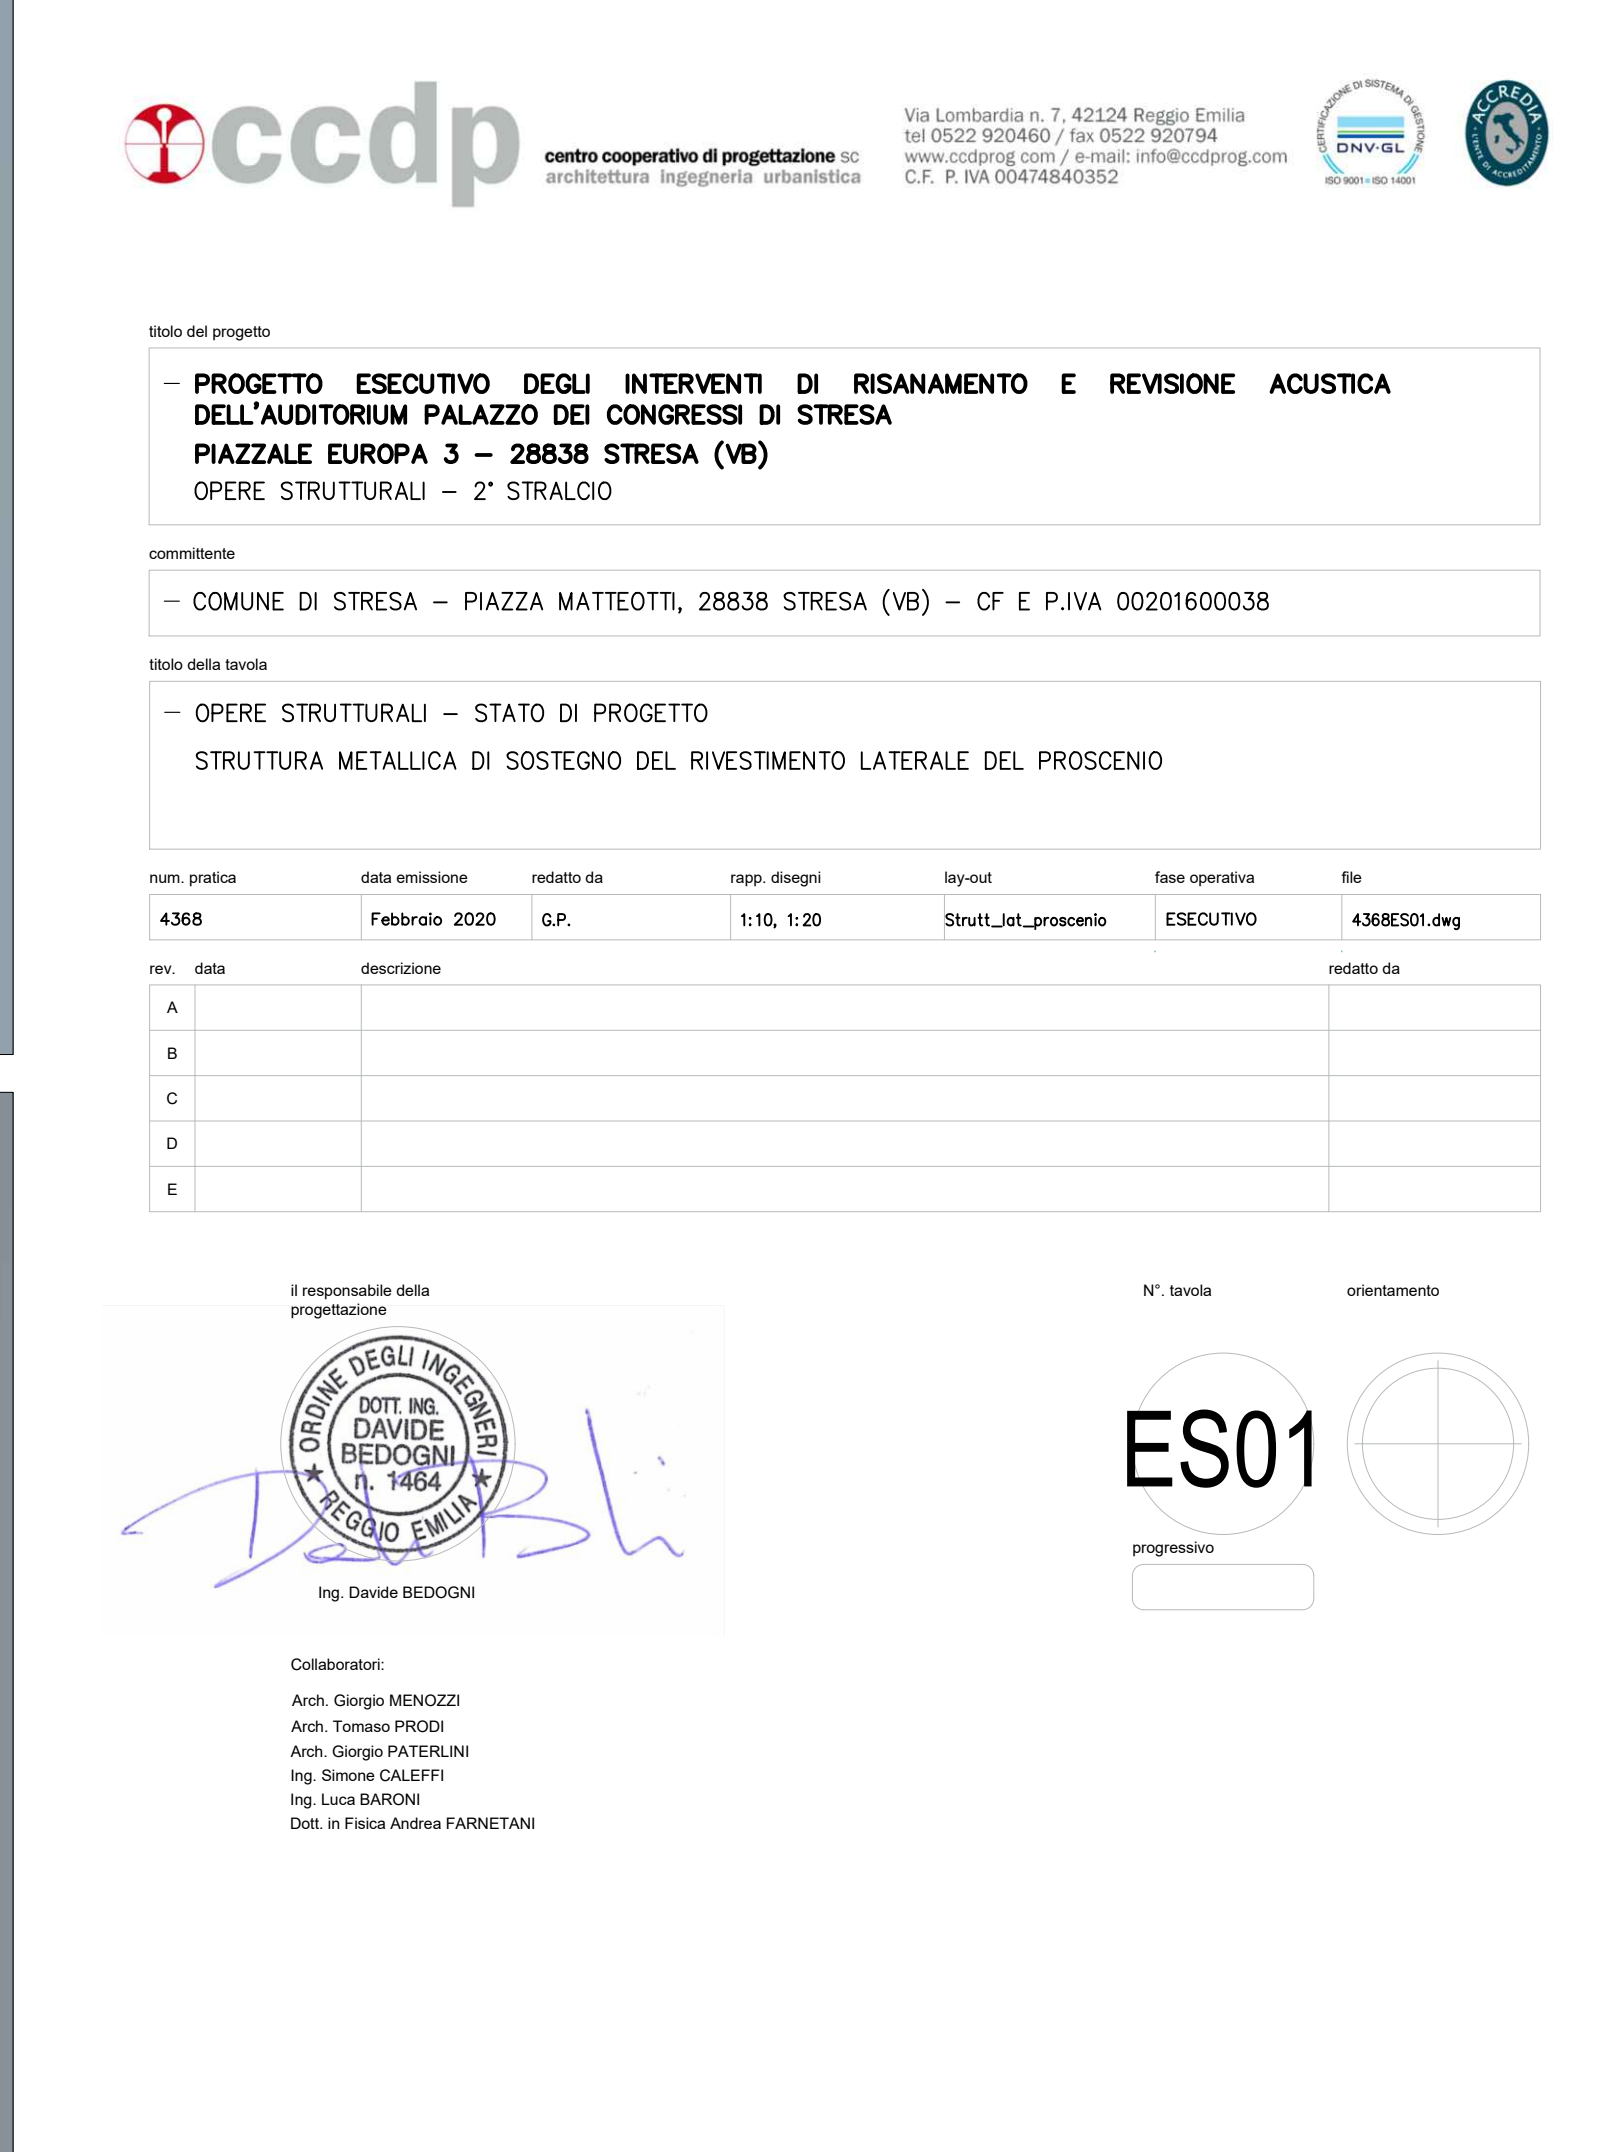 ccdp
centro cooperativo di progettazione sc
architettura ingegneria urbanistica
Via Lombardia n. 7, 42124 Reggio Emilia
tel 0522 920460 / fax 0522 920794
www.ccdprog com / e-mail: info@ccdprog.com
C.F. P. IVA 00474840352
CERTIFICAZIONE DI SISTEMA DI GESTIONE
DNV·GL
ISO 9001=ISO 14001
ACCREDIA
L'ENTE DI ACCREDITAMENTO
titolo del progetto
– PROGETTO ESECUTIVO DEGLI INTERVENTI DI RISANAMENTO E REVISIONE ACUSTICA
DELL'AUDITORIUM PALAZZO DEI CONGRESSI DI STRESA
PIAZZALE EUROPA 3 – 28838 STRESA (VB)
OPERE STRUTTURALI – 2° STRALCIO
committente
– COMUNE DI STRESA – PIAZZA MATTEOTTI, 28838 STRESA (VB) – CF E P.IVA 00201600038
titolo della tavola
– OPERE STRUTTURALI – STATO DI PROGETTO
STRUTTURA METALLICA DI SOSTEGNO DEL RIVESTIMENTO LATERALE DEL PROSCENIO
num. pratica data emissione redatto da rapp. disegni lay-out fase operativa file
4368 Febbraio 2020 G.P. 1:10, 1:20 Strutt_lat_proscenio ESECUTIVO 4368ES01.dwg
rev. data descrizione redatto da
A
B
C
D
E
il responsabile della
progettazione
N°. tavola
orientamento
ORDINE DEGLI INGEGNERI
DOTT. ING.
DAVIDE
BEDOGNI
n. 1464
REGGIO EMILIA
ES01
progressivo
Ing. Davide BEDOGNI
Collaboratori:
Arch. Giorgio MENOZZI
Arch. Tomaso PRODI
Arch. Giorgio PATERLINI
Ing. Simone CALEFFI
Ing. Luca BARONI
Dott. in Fisica Andrea FARNETANI